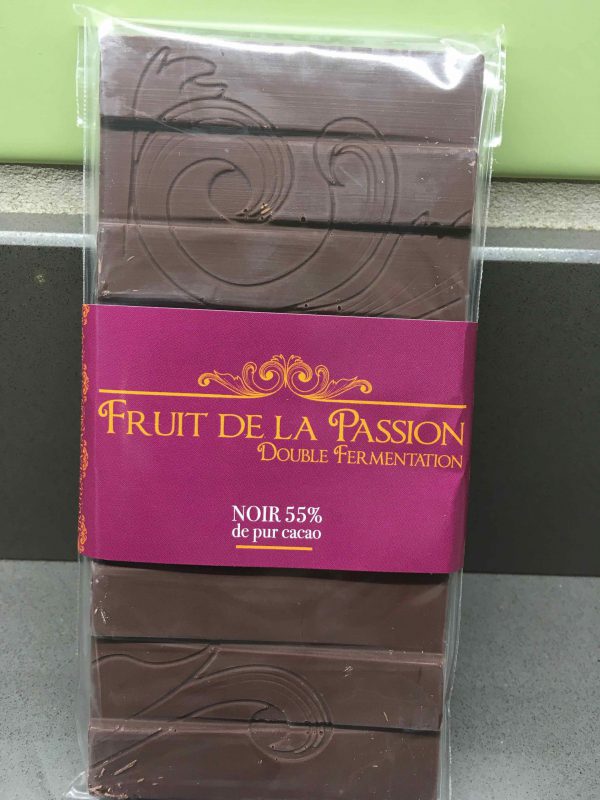 FRUIT DE LA PASSION
DOUBLE FERMENTATION
NOIR 55%
de pur cacao